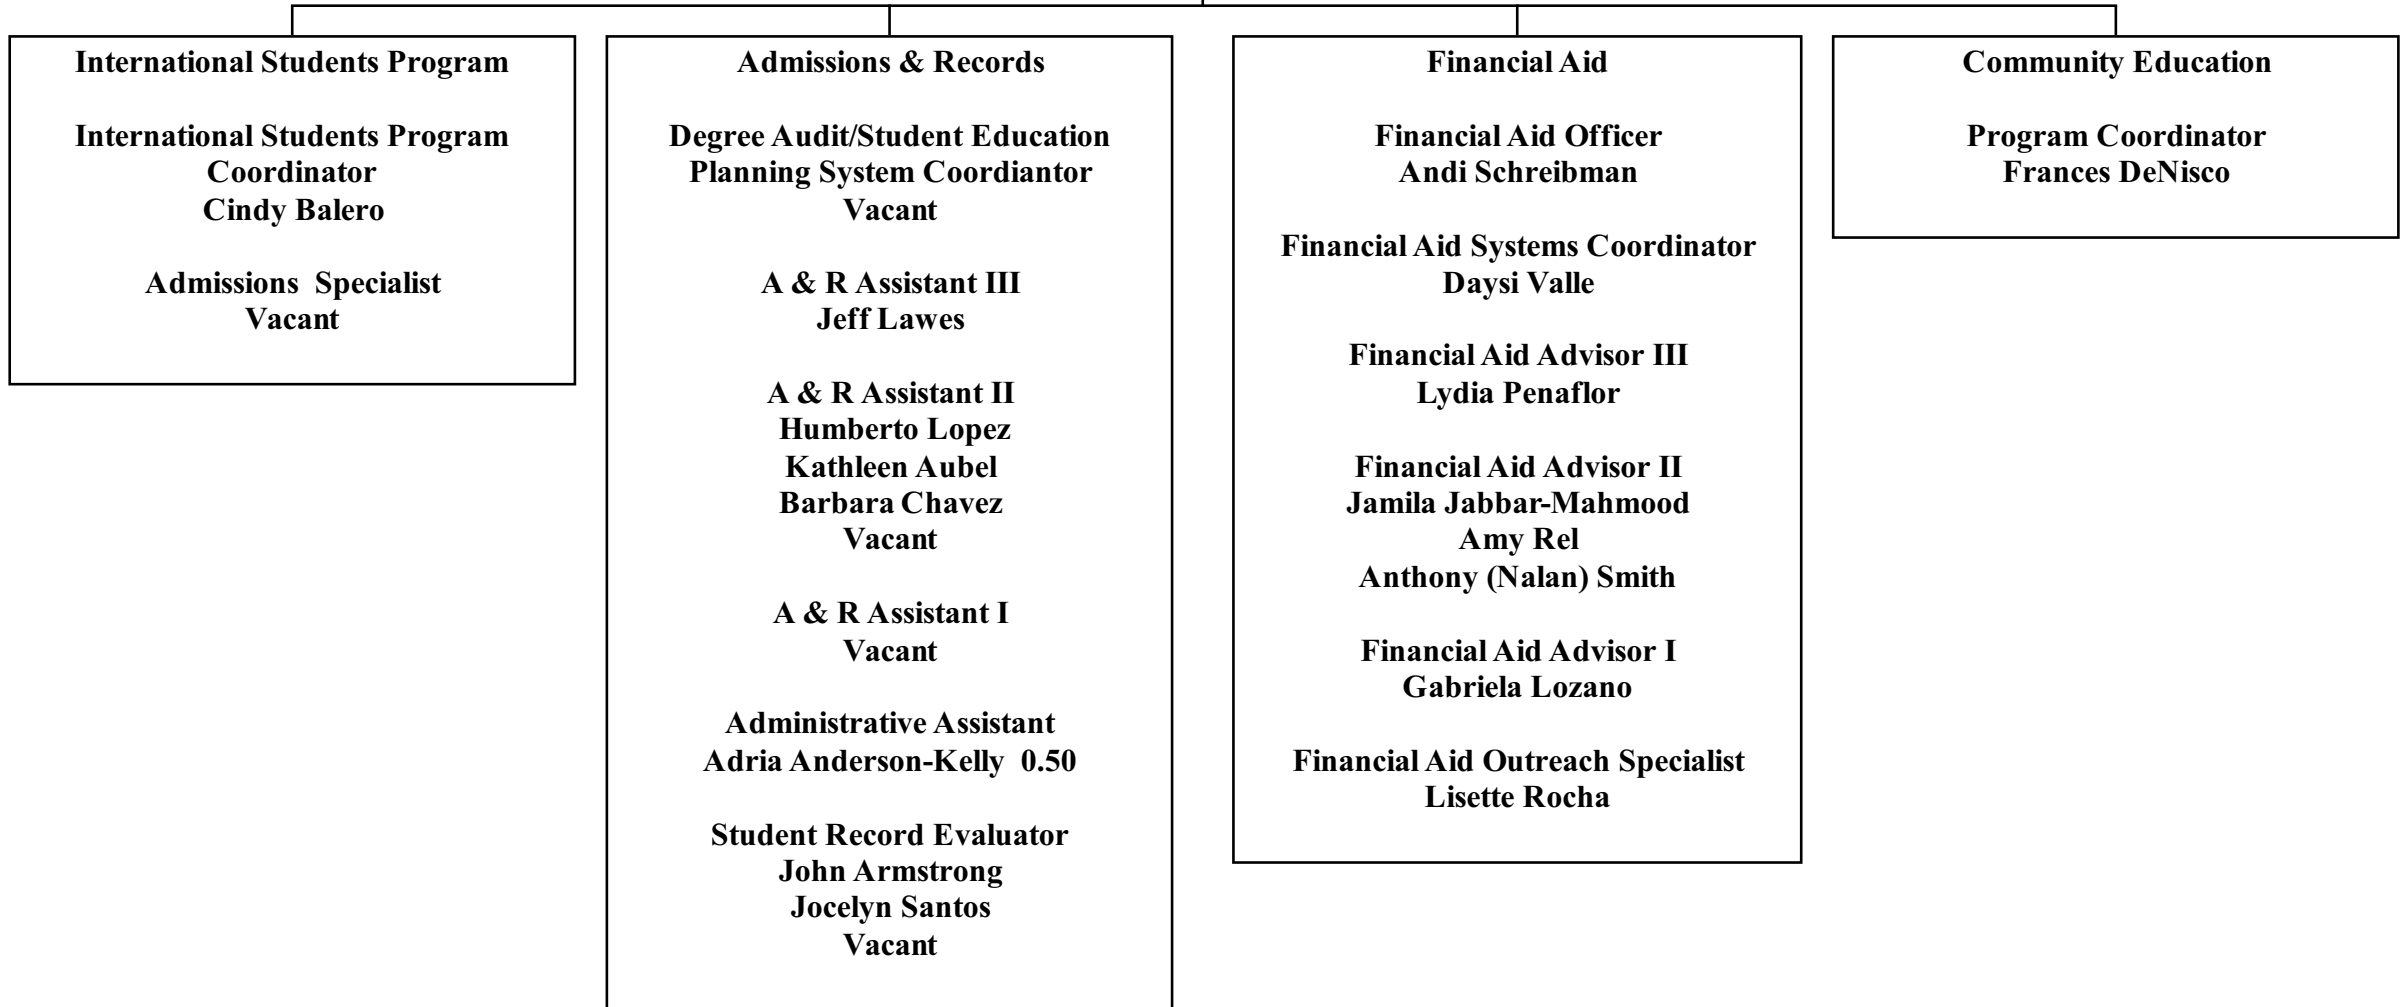 International Students Program
International Students Program
Coordinator
Cindy Balero
Admissions  Specialist
Vacant
Admissions & Records
Degree Audit/Student Education
Planning System Coordiantor
Vacant
A & R Assistant III
Jeff Lawes
A & R Assistant II
Humberto Lopez
Kathleen Aubel
Barbara Chavez
Vacant
A & R Assistant I
Vacant
Administrative Assistant
Adria Anderson-Kelly  0.50
Student Record Evaluator
John Armstrong
Jocelyn Santos
Vacant
Financial Aid
Financial Aid Officer
Andi Schreibman
Financial Aid Systems Coordinator
Daysi Valle
Financial Aid Advisor III
Lydia Penaflor
Financial Aid Advisor II
Jamila Jabbar-Mahmood
Amy Rel
Anthony (Nalan) Smith
Financial Aid Advisor I
Gabriela Lozano
Financial Aid Outreach Specialist
Lisette Rocha
Community Education
Program Coordinator
Frances DeNisco